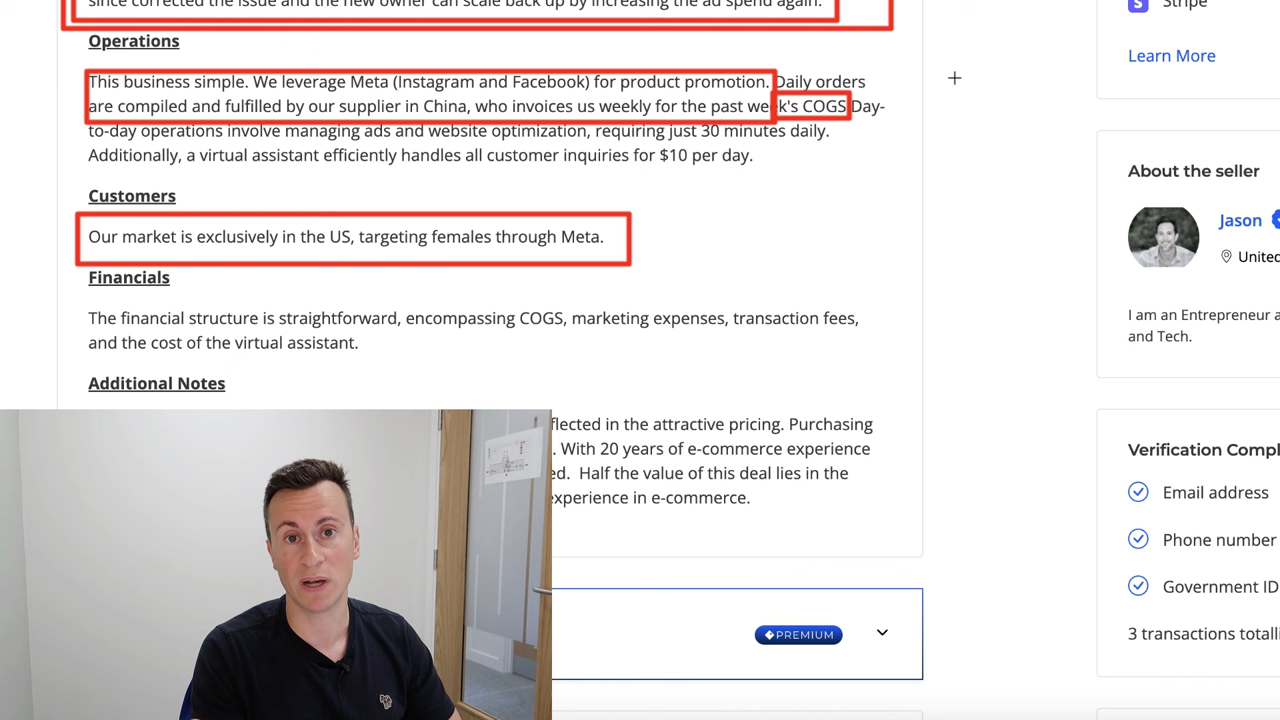 since corrected the issue and the new owner can scale back up by increasing the ad spend again.
Operations
This business simple. We leverage Meta (Instagram and Facebook) for product promotion. Daily orders
are compiled and fulfilled by our supplier in China, who invoices us weekly for the past week's COGS Day-
to-day operations involve managing ads and website optimization, requiring just 30 minutes daily.
Additionally, a virtual assistant efficiently handles all customer inquiries for $10 per day.
Customers
Our market is exclusively in the US, targeting females through Meta.
Financials
The financial structure is straightforward, encompassing COGS, marketing expenses, transaction fees,
and the cost of the virtual assistant.
Additional Notes
flected in the attractive pricing. Purchasing
. With 20 years of e-commerce experience
ed. Half the value of this deal lies in the
experience in e-commerce.
PREMIUM
S Stripe
Learn More
About the seller
Jason
United
I am an Entrepreneur a
and Tech.
Verification Compl
Email address
Phone number
Government ID
3 transactions totalli